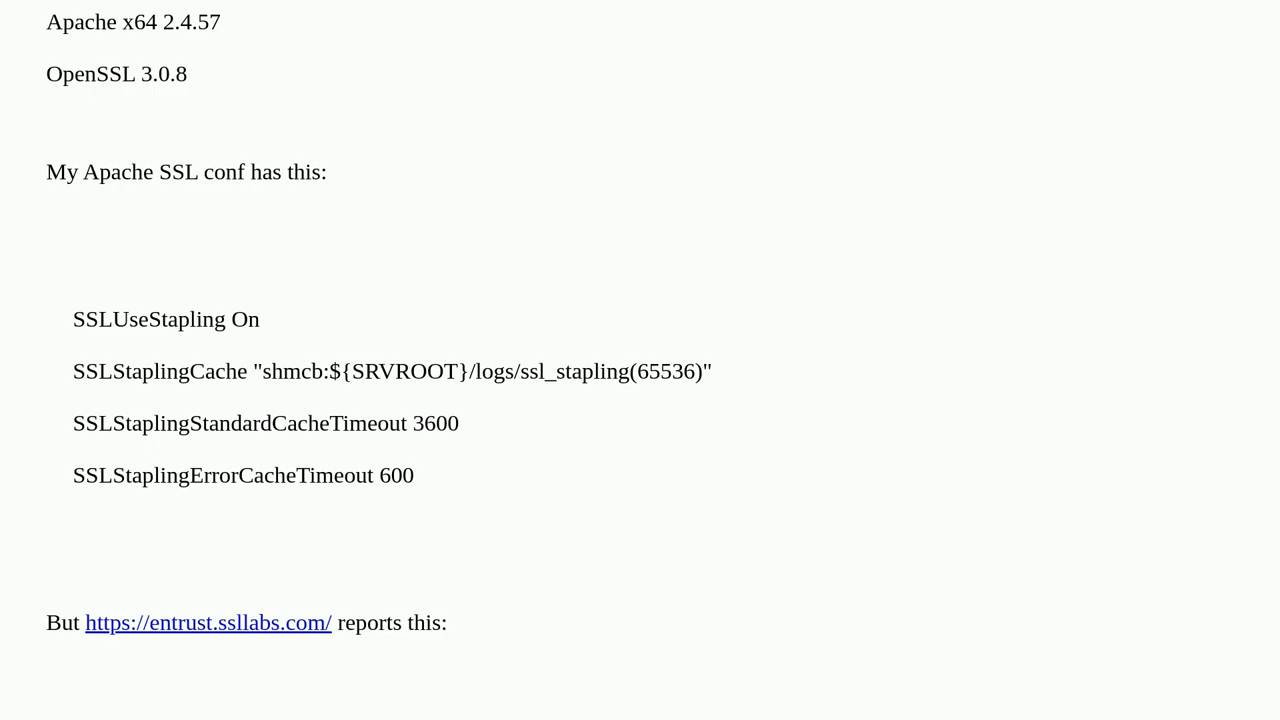 Apache x64 2.4.57
OpenSSL 3.0.8
My Apache SSL conf has this:
SSLUseStapling On
SSLStaplingCache "shmcb:${SRVROOT}/logs/ssl_stapling(65536)"
SSLStaplingStandardCacheTimeout 3600
SSLStaplingErrorCacheTimeout 600
But https://entrust.ssllabs.com/ reports this: